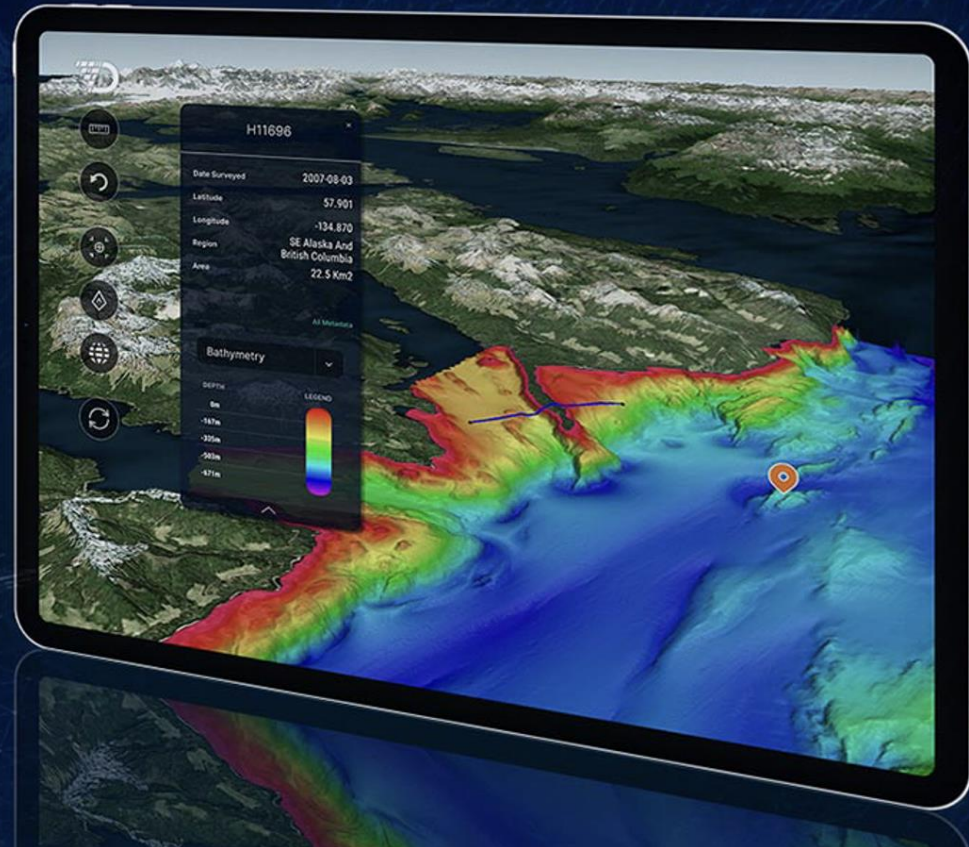 H11696
Date Surveyed 2007-08-03
Latitude 57.901
Longitude -134.870
Region SE Alaska And
British Columbia
Area 22.5 Km2
All Metadata
Bathymetry
DEPTH LEGEND
0m
-167m
-335m
-503m
-671m